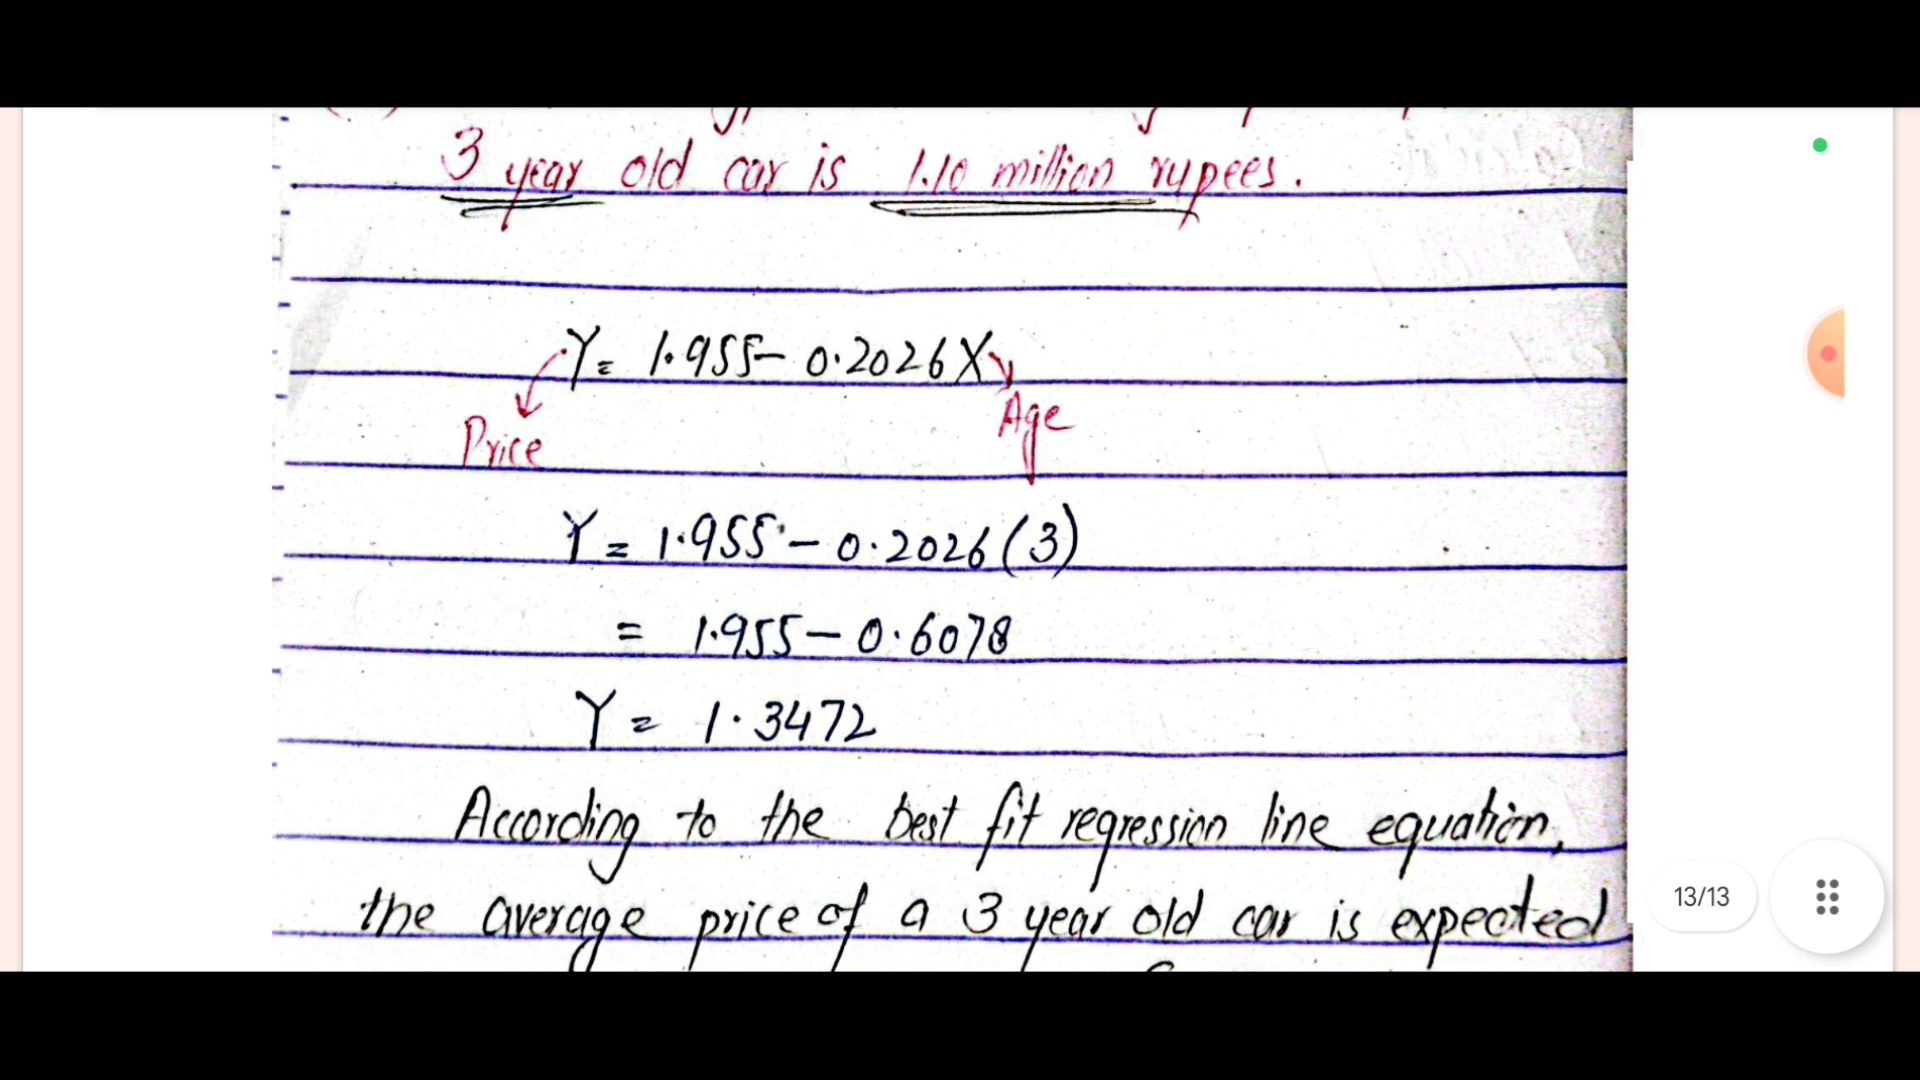 3 year old car is 1.10 million rupees.
Y = 1.955 - 0.2026X
Price
Age
Y = 1.955 - 0.2026(3)
= 1.955 - 0.6078
Y = 1.3472
According to the best fit regression line equation,
the average price of a 3 year old car is expected
13/13